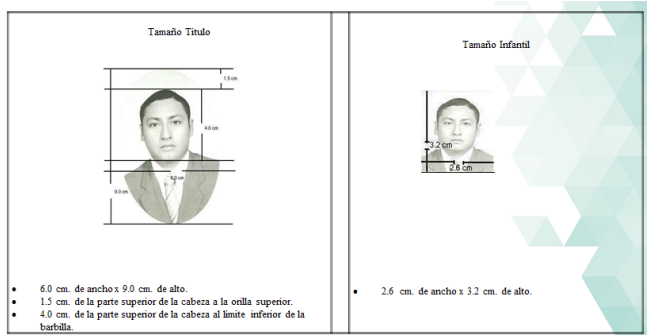 Tamaño Titulo
1.5 cm
4.0 cm
6.0 cm
9.0 cm
• 6.0 cm. de ancho x 9.0 cm. de alto.
• 1.5 cm. de la parte superior de la cabeza a la orilla superior.
• 4.0 cm. de la parte superior de la cabeza al limite inferior de la
barbilla.
Tamaño Infantil
3.2 cm
2.6 cm
• 2.6 cm. de ancho x 3.2 cm. de alto.